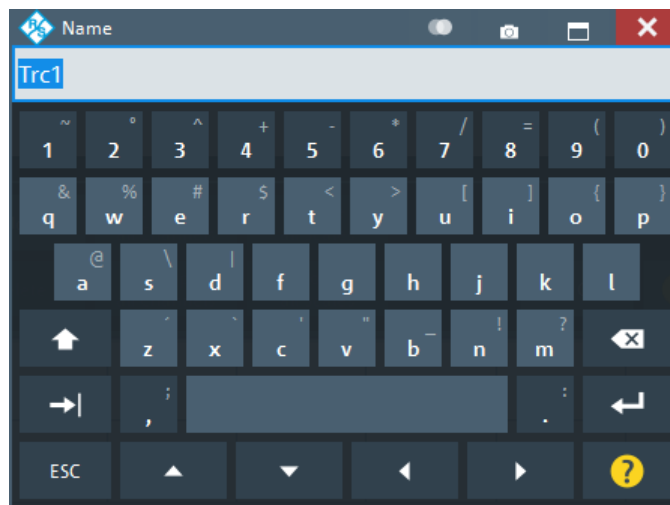 R&S Name
Trc1
~ ° ^ + - * / = ( )
1 2 3 4 5 6 7 8 9 0
& % # $ < > [ ] { }
q w e r t y u i o p
@ \ |
a s d f g h j k l
´ ` ' " _ ! ?
z x c v b n m
; :
, .
ESC ?